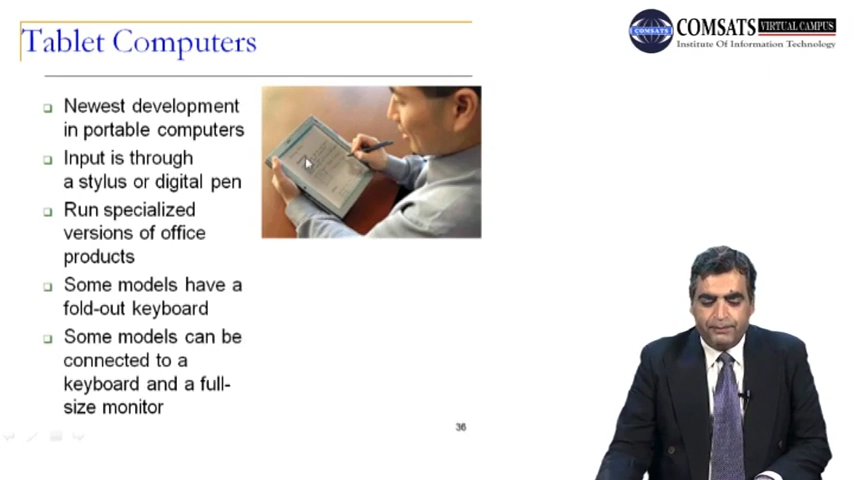 Tablet Computers
COMSATS VIRTUAL CAMPUS
COMSATS
Institute Of Information Technology
Newest development
in portable computers
Input is through
a stylus or digital pen
Run specialized
versions of office
products
Some models have a
fold-out keyboard
Some models can be
connected to a
keyboard and a full-
size monitor
36